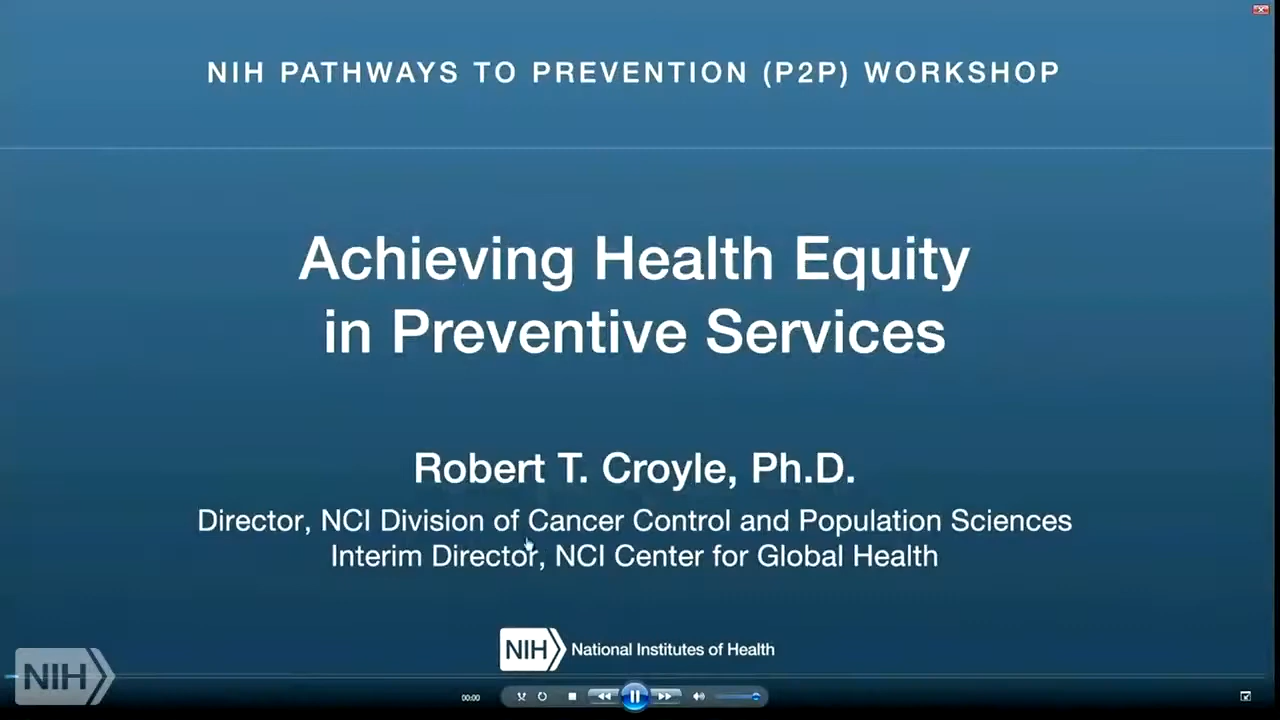 NIH PATHWAYS TO PREVENTION (P2P) WORKSHOP
Achieving Health Equity
in Preventive Services
Robert T. Croyle, Ph.D.
Director, NCI Division of Cancer Control and Population Sciences
Interim Director, NCI Center for Global Health
NIH National Institutes of Health
NIH
00:00